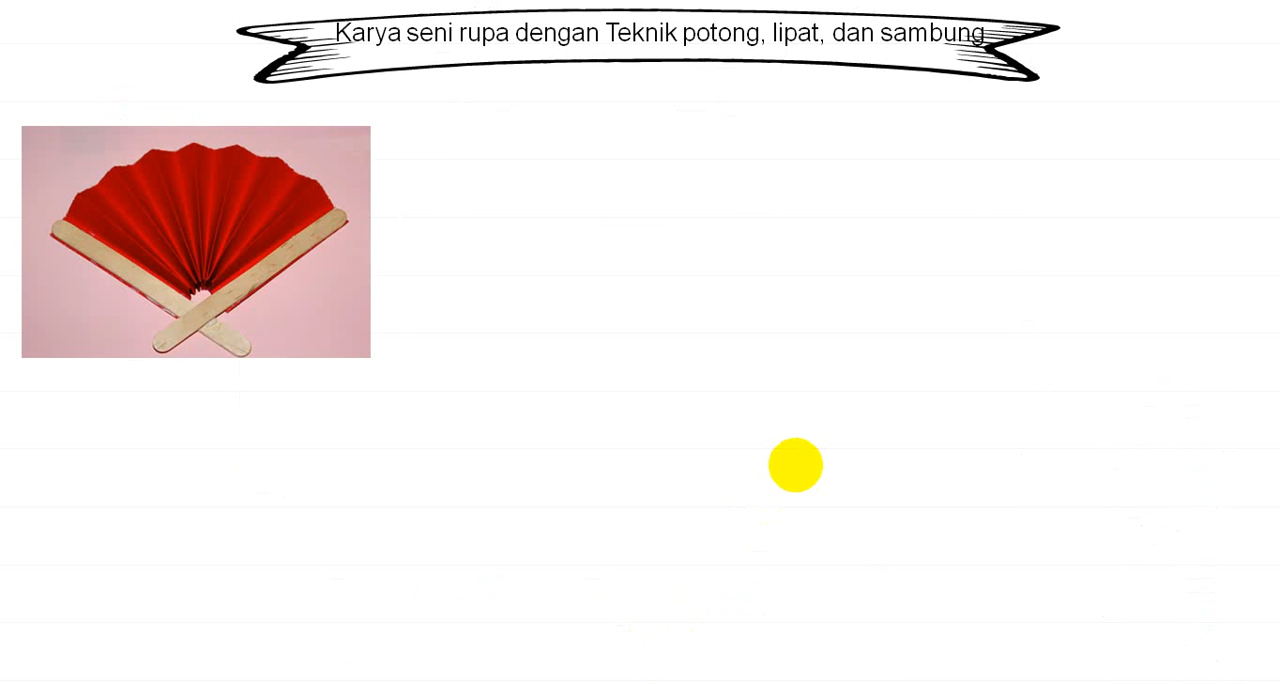 Karya seni rupa dengan Teknik potong, lipat, dan sambung